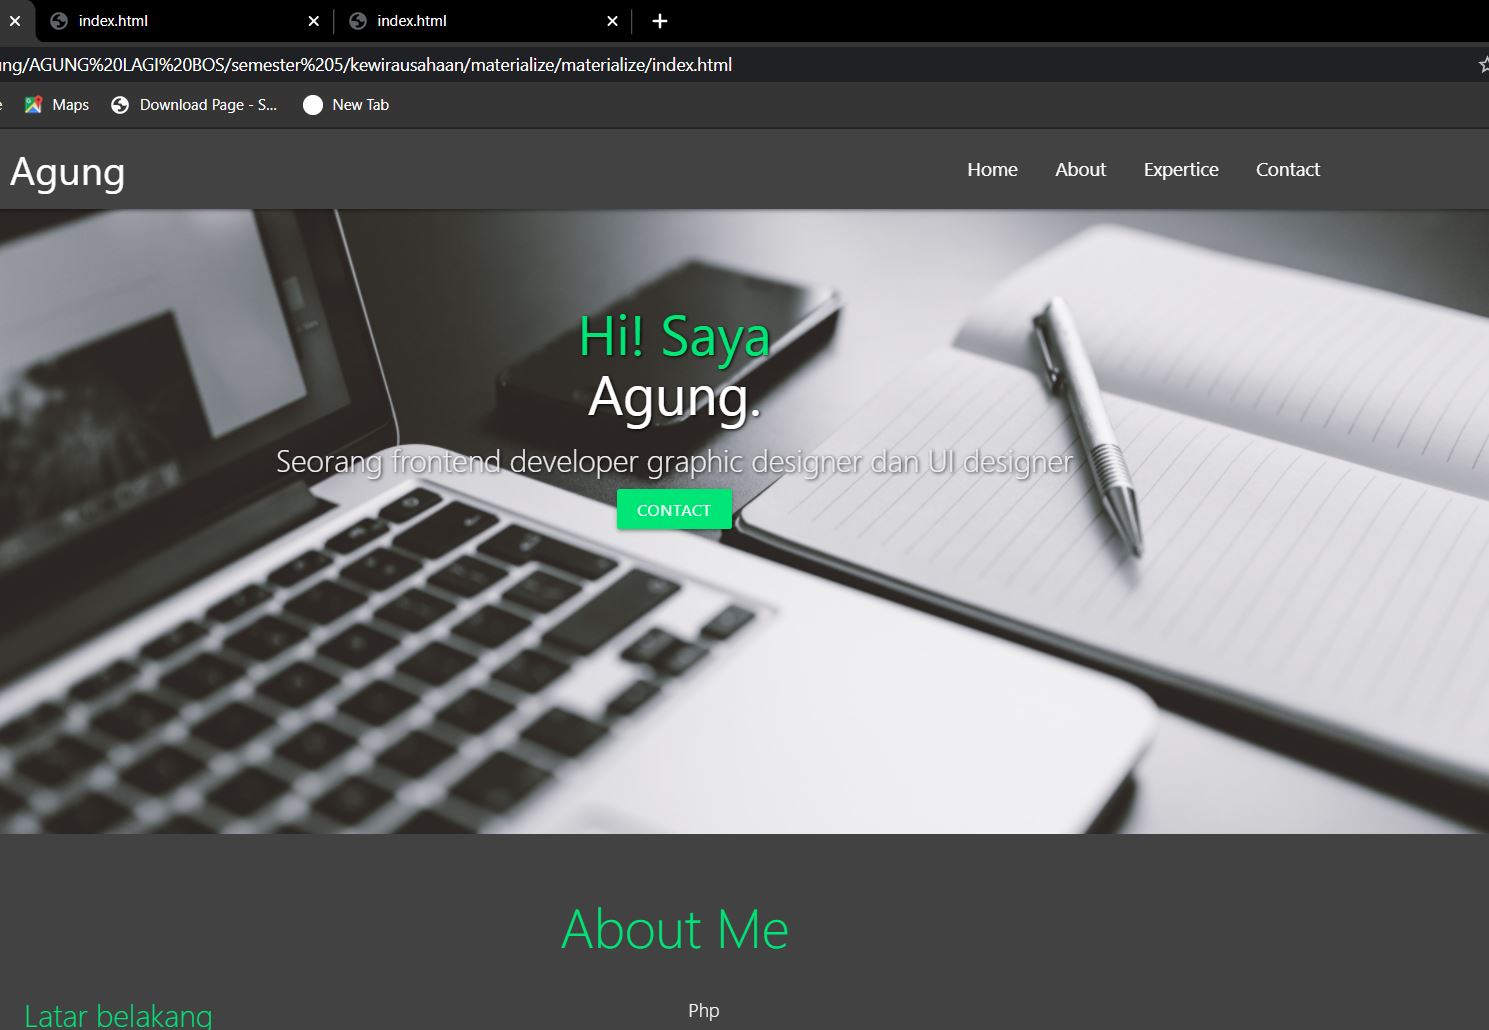 index.html
index.html
ng/AGUNG%20LAGI%20BOS/semester%205/kewirausahaan/materialize/materialize/index.html
Maps
Download Page - S...
New Tab
Agung
Home
About
Expertice
Contact
Hi! Saya
Agung.
Seorang frontend developer graphic designer dan UI designer
CONTACT
About Me
Latar belakang
Php